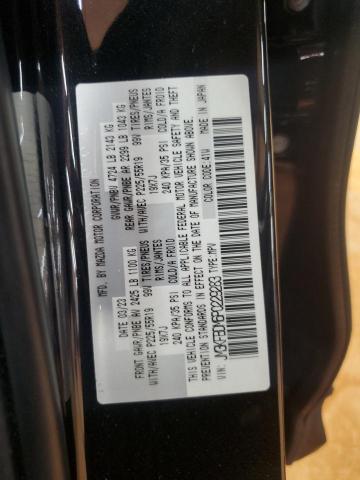 MFD. BY MAZDA MOTOR CORPORATION
MADE IN JAPAN
DATE: 03/23
GVWR/PNBV 4724 LB 2143 KG
FRONT GAWR/PNBE AV 2425 LB 1100 KG
REAR GAWR/PNBE AR 2299 LB 1043 KG
WITH/AVEC P225/55R19 99V TIRES/PNEUS
WITH/AVEC P225/55R19 99V TIRES/PNEUS
19X7J RIMS/JANTES
19X7J RIMS/JANTES
240 KPA/35 PSI COLD/A FROID
240 KPA/35 PSI COLD/A FROID
THIS VEHICLE CONFORMS TO ALL APPLICABLE FEDERAL MOTOR VEHICLE SAFETY AND THEFT
PREVENTION STANDARDS IN EFFECT ON THE DATE OF MANUFACTURE SHOWN ABOVE.
VIN: TYPE: MPV COLOR CODE: 41W